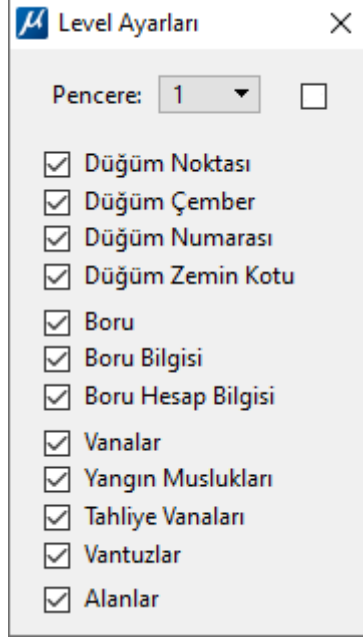 Level Ayarları
Pencere: 1
Düğüm Noktası
Düğüm Çember
Düğüm Numarası
Düğüm Zemin Kotu
Boru
Boru Bilgisi
Boru Hesap Bilgisi
Vanalar
Yangın Muslukları
Tahliye Vanaları
Vantuzlar
Alanlar